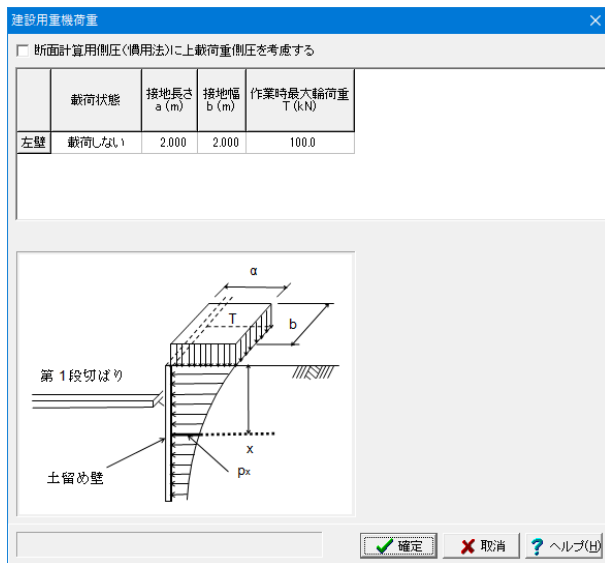 建設用重機荷重
断面計算用側圧(慣用法)に上載荷重側圧を考慮する
載荷状態 接地長さ 接地幅 作業時最大輪荷重
a (m) b (m) T (kN)
左壁 載荷しない 2.000 2.000 100.0
α
T
b
第1段切ばり
x
px
土留め壁
確定 取消 ヘルプ(H)